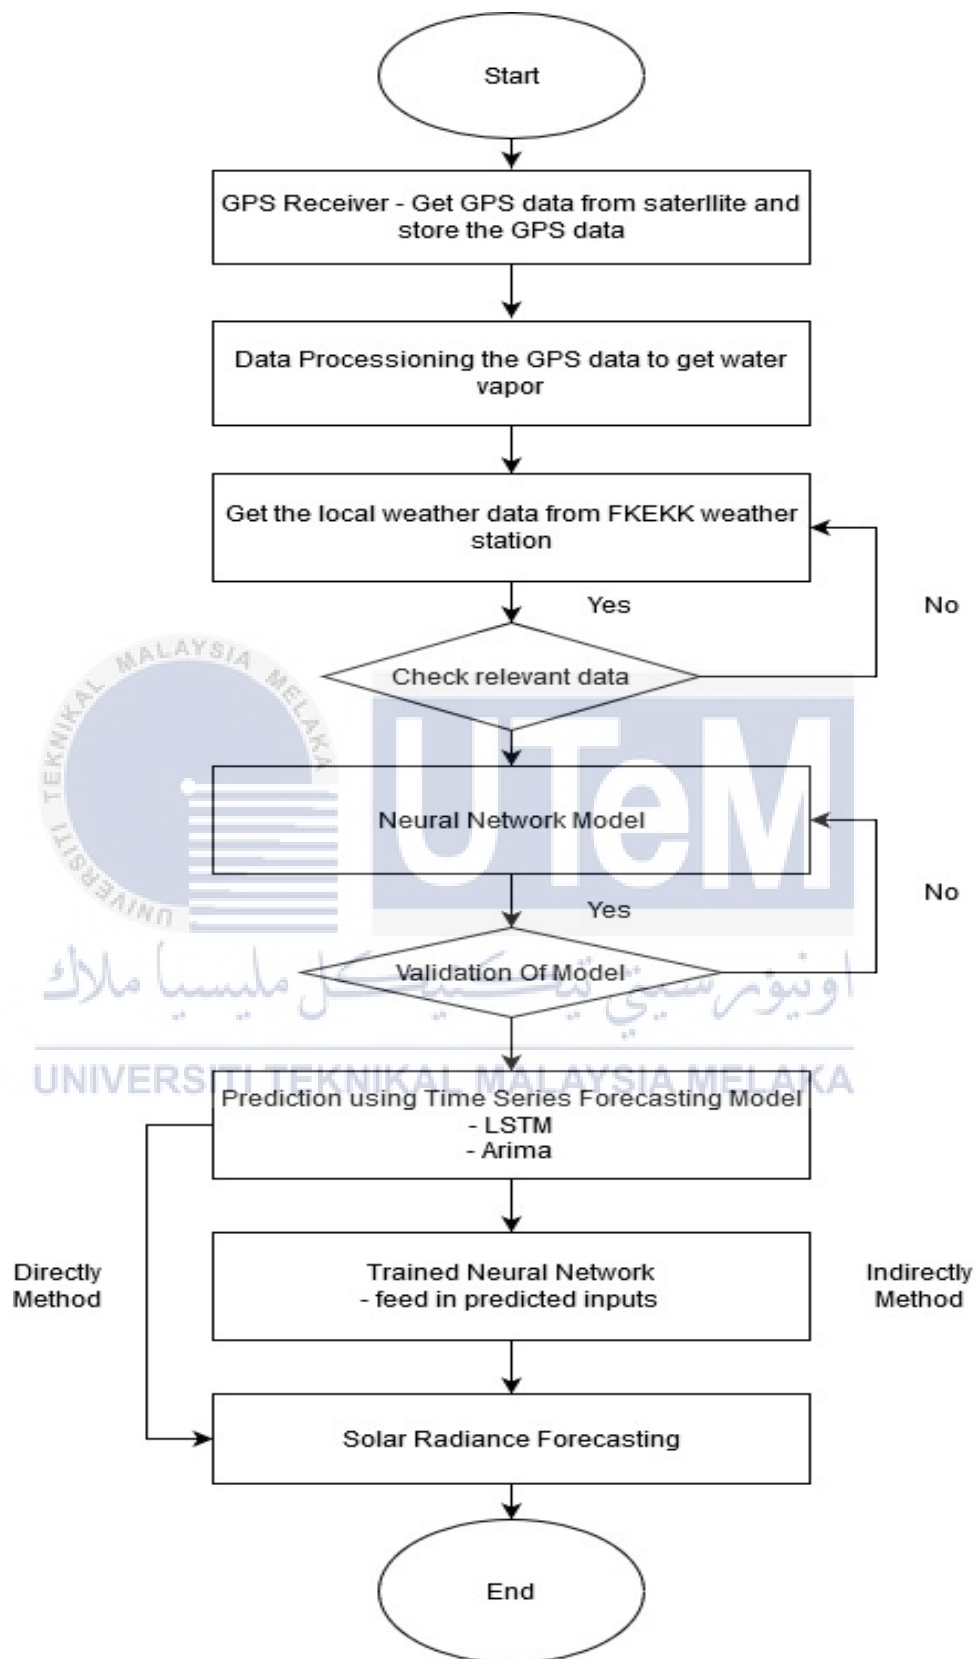 Start
GPS Receiver - Get GPS data from saterllite and
store the GPS data
Data Processioning the GPS data to get water
vapor
Get the local weather data from FKEKK weather
station
Yes
No
Check relevant data
UNIVERSITI TEKNIKAL MALAYSIA MELAKA
UTeM
Neural Network Model
Yes
No
Validation Of Model
اونيۏرسيتي تيكنيكل مليسيا ملاك
UNIVERSITI TEKNIKAL MALAYSIA MELAKA
Prediction using Time Series Forecasting Model
- LSTM
- Arima
Directly
Method
Trained Neural Network
- feed in predicted inputs
Indirectly
Method
Solar Radiance Forecasting
End